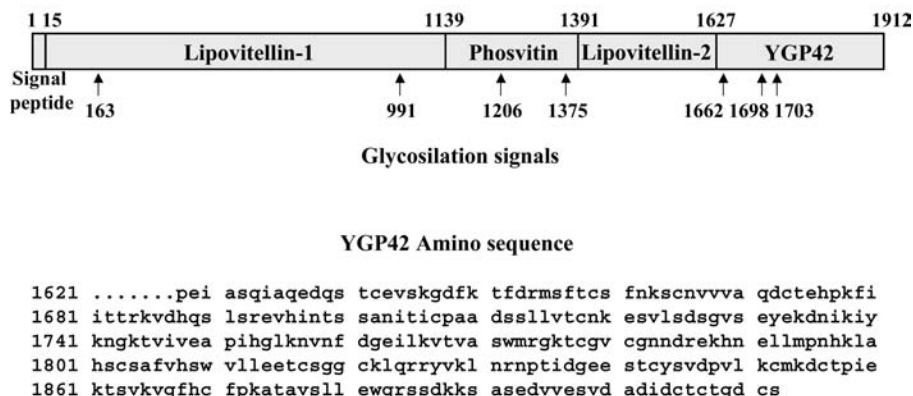 1 15 1139 1391 1627 1912
Lipovitellin-1 Phosvitin Lipovitellin-2 YGP42
Signal
peptide
163 991 1206 1375 1662 1698 1703
Glycosilation signals
YGP42 Amino sequence
1621 .......pei asqiaqedqs tcevskgdfk tfdrmsftcs fnkscnvvva qdctehpkfi
1681 ittrkvdhqs lsrevhints saniticpaa dssllvtcnk esvlsdsgvs eyekdnikiy
1741 kngktvivea pihglknvnf dgeilkvtva swmrgktcgv cgnndrekhn ellmpnhkla
1801 hscsafvhsw vlleetcsgg cklqrryvkl nrnptidgee stcysvdpvl kcmkdctpie
1861 ktsvkvgfhc fpkatavsll ewqrssdkks asedvvesvd adidctctgd cs